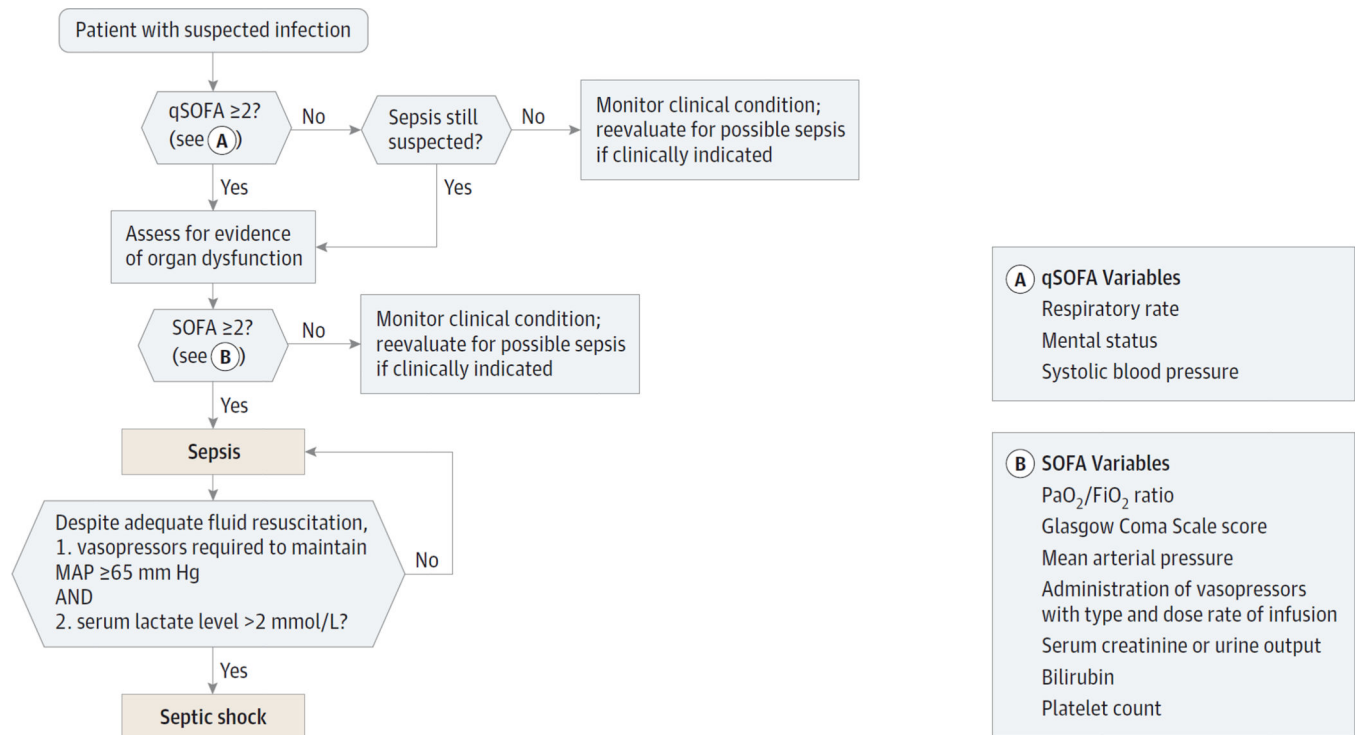 Patient with suspected infection
qSOFA ≥2?
(see A)
No
Sepsis still
suspected?
No
Monitor clinical condition;
reevaluate for possible sepsis
if clinically indicated
Yes
Yes
Assess for evidence
of organ dysfunction
SOFA ≥2?
(see B)
No
Monitor clinical condition;
reevaluate for possible sepsis
if clinically indicated
Yes
Sepsis
Despite adequate fluid resuscitation,
1. vasopressors required to maintain
MAP ≥65 mm Hg
AND
2. serum lactate level >2 mmol/L?
No
Yes
Septic shock
A qSOFA Variables
Respiratory rate
Mental status
Systolic blood pressure
B SOFA Variables
PaO₂/FiO₂ ratio
Glasgow Coma Scale score
Mean arterial pressure
Administration of vasopressors
with type and dose rate of infusion
Serum creatinine or urine output
Bilirubin
Platelet count